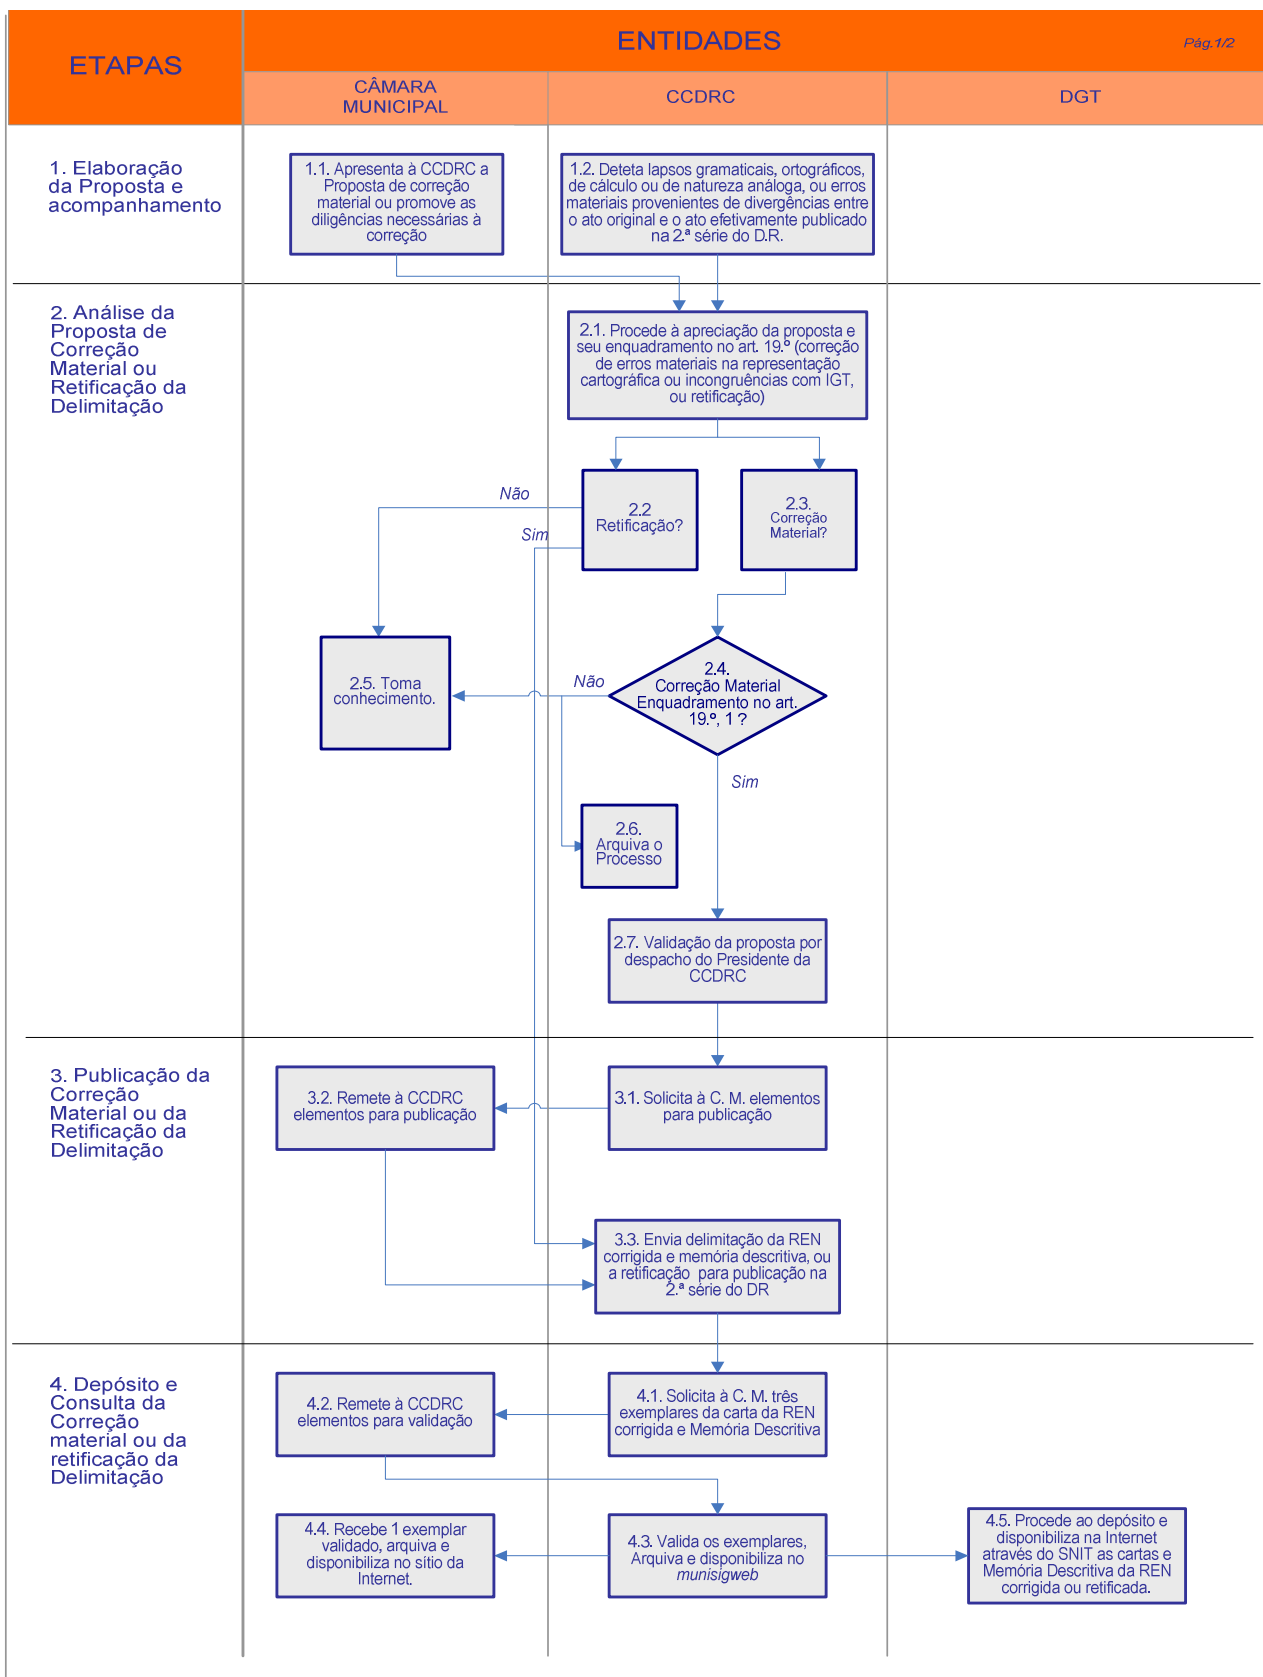 ETAPAS
ENTIDADES
Pág.1/2
CÂMARA
MUNICIPAL
CCDRC
DGT
1. Elaboração
da Proposta e
acompanhamento
1.1. Apresenta à CCDRC a
Proposta de correção
material ou promove as
diligências necessárias à
correção
1.2. Deteta lapsos gramaticais, ortográficos,
de cálculo ou de natureza análoga, ou erros
materiais provenientes de divergências entre
o ato original e o ato efetivamente publicado
na 2.ª série do D.R.
2. Análise da
Proposta de
Correção
Material ou
Retificação da
Delimitação
2.1. Procede à apreciação da proposta e
seu enquadramento no art. 19.º (correção
de erros materiais na representação
cartográfica ou incongruências com IGT,
ou retificação)
Não
Sim
2.2
Retificação?
2.3.
Correção
Material?
2.5. Toma
conhecimento.
Não
2.4.
Correção Material
Enquadramento no art.
19.º, 1 ?
Sim
2.6.
Arquiva o
Processo
2.7. Validação da proposta por
despacho do Presidente da
CCDRC
3. Publicação da
Correção
Material ou da
Retificação da
Delimitação
3.2. Remete à CCDRC
elementos para publicação
3.1. Solicita à C. M. elementos
para publicação
3.3. Envia delimitação da REN
corrigida e memória descritiva, ou
a retificação para publicação na
2.ª série do DR
4. Depósito e
Consulta da
Correção
material ou da
retificação da
Delimitação
4.2. Remete à CCDRC
elementos para validação
4.1. Solicita à C. M. três
exemplares da carta da REN
corrigida e Memória Descritiva
4.4. Recebe 1 exemplar
validado, arquiva e
disponibiliza no sítio da
Internet.
4.3. Valida os exemplares,
Arquiva e disponibiliza no
munisigweb
4.5. Procede ao depósito e
disponibiliza na Internet
através do SNIT as cartas e
Memória Descritiva da REN
corrigida ou retificada.